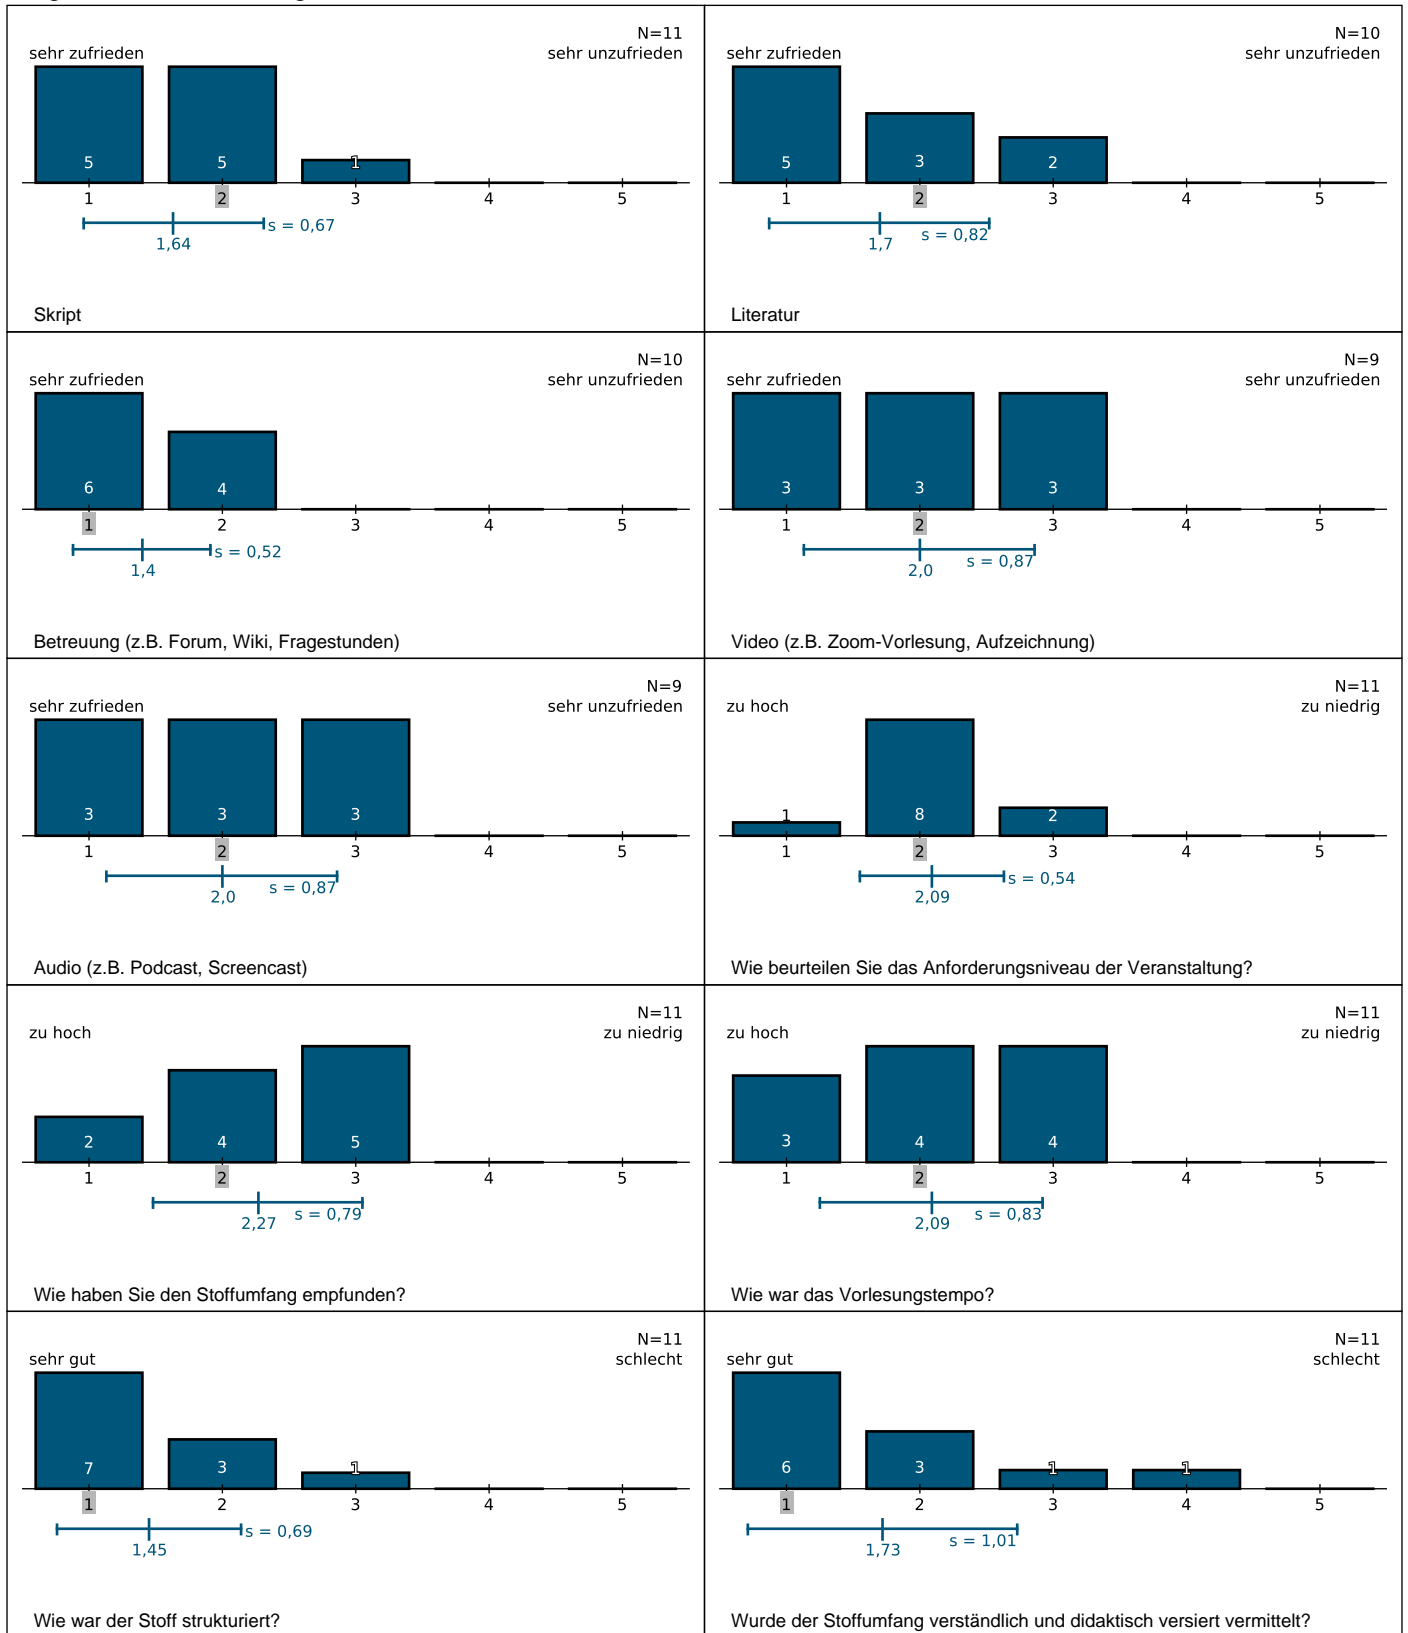 N=11
sehr zufrieden sehr unzufrieden
5 5 1
1 2 3 4 5
s = 0,67
1,64
Skript
N=10
sehr zufrieden sehr unzufrieden
5 3 2
1 2 3 4 5
s = 0,82
1,7
Literatur
N=10
sehr zufrieden sehr unzufrieden
6 4
1 2 3 4 5
s = 0,52
1,4
Betreuung (z.B. Forum, Wiki, Fragestunden)
N=9
sehr zufrieden sehr unzufrieden
3 3 3
1 2 3 4 5
s = 0,87
2,0
Video (z.B. Zoom-Vorlesung, Aufzeichnung)
N=9
sehr zufrieden sehr unzufrieden
3 3 3
1 2 3 4 5
s = 0,87
2,0
Audio (z.B. Podcast, Screencast)
N=11
zu hoch zu niedrig
1 8 2
1 2 3 4 5
s = 0,54
2,09
Wie beurteilen Sie das Anforderungsniveau der Veranstaltung?
N=11
zu hoch zu niedrig
2 4 5
1 2 3 4 5
s = 0,79
2,27
Wie haben Sie den Stoffumfang empfunden?
N=11
zu hoch zu niedrig
3 4 4
1 2 3 4 5
s = 0,83
2,09
Wie war das Vorlesungstempo?
N=11
sehr gut schlecht
7 3 1
1 2 3 4 5
s = 0,69
1,45
Wie war der Stoff strukturiert?
N=11
sehr gut schlecht
6 3 1 1
1 2 3 4 5
s = 1,01
1,73
Wurde der Stoffumfang verständlich und didaktisch versiert vermittelt?